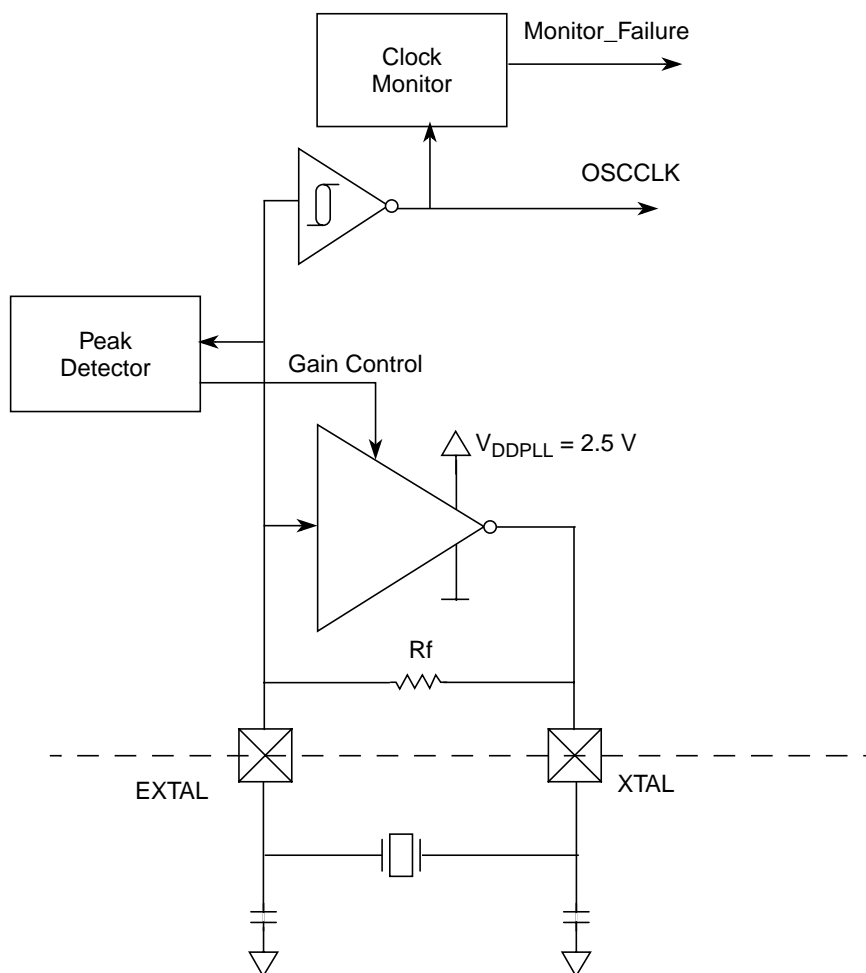 Monitor_Failure
Clock
Monitor
OSCCLK
Peak
Detector
Gain Control
VDDPLL = 2.5 V
Rf
EXTAL
XTAL